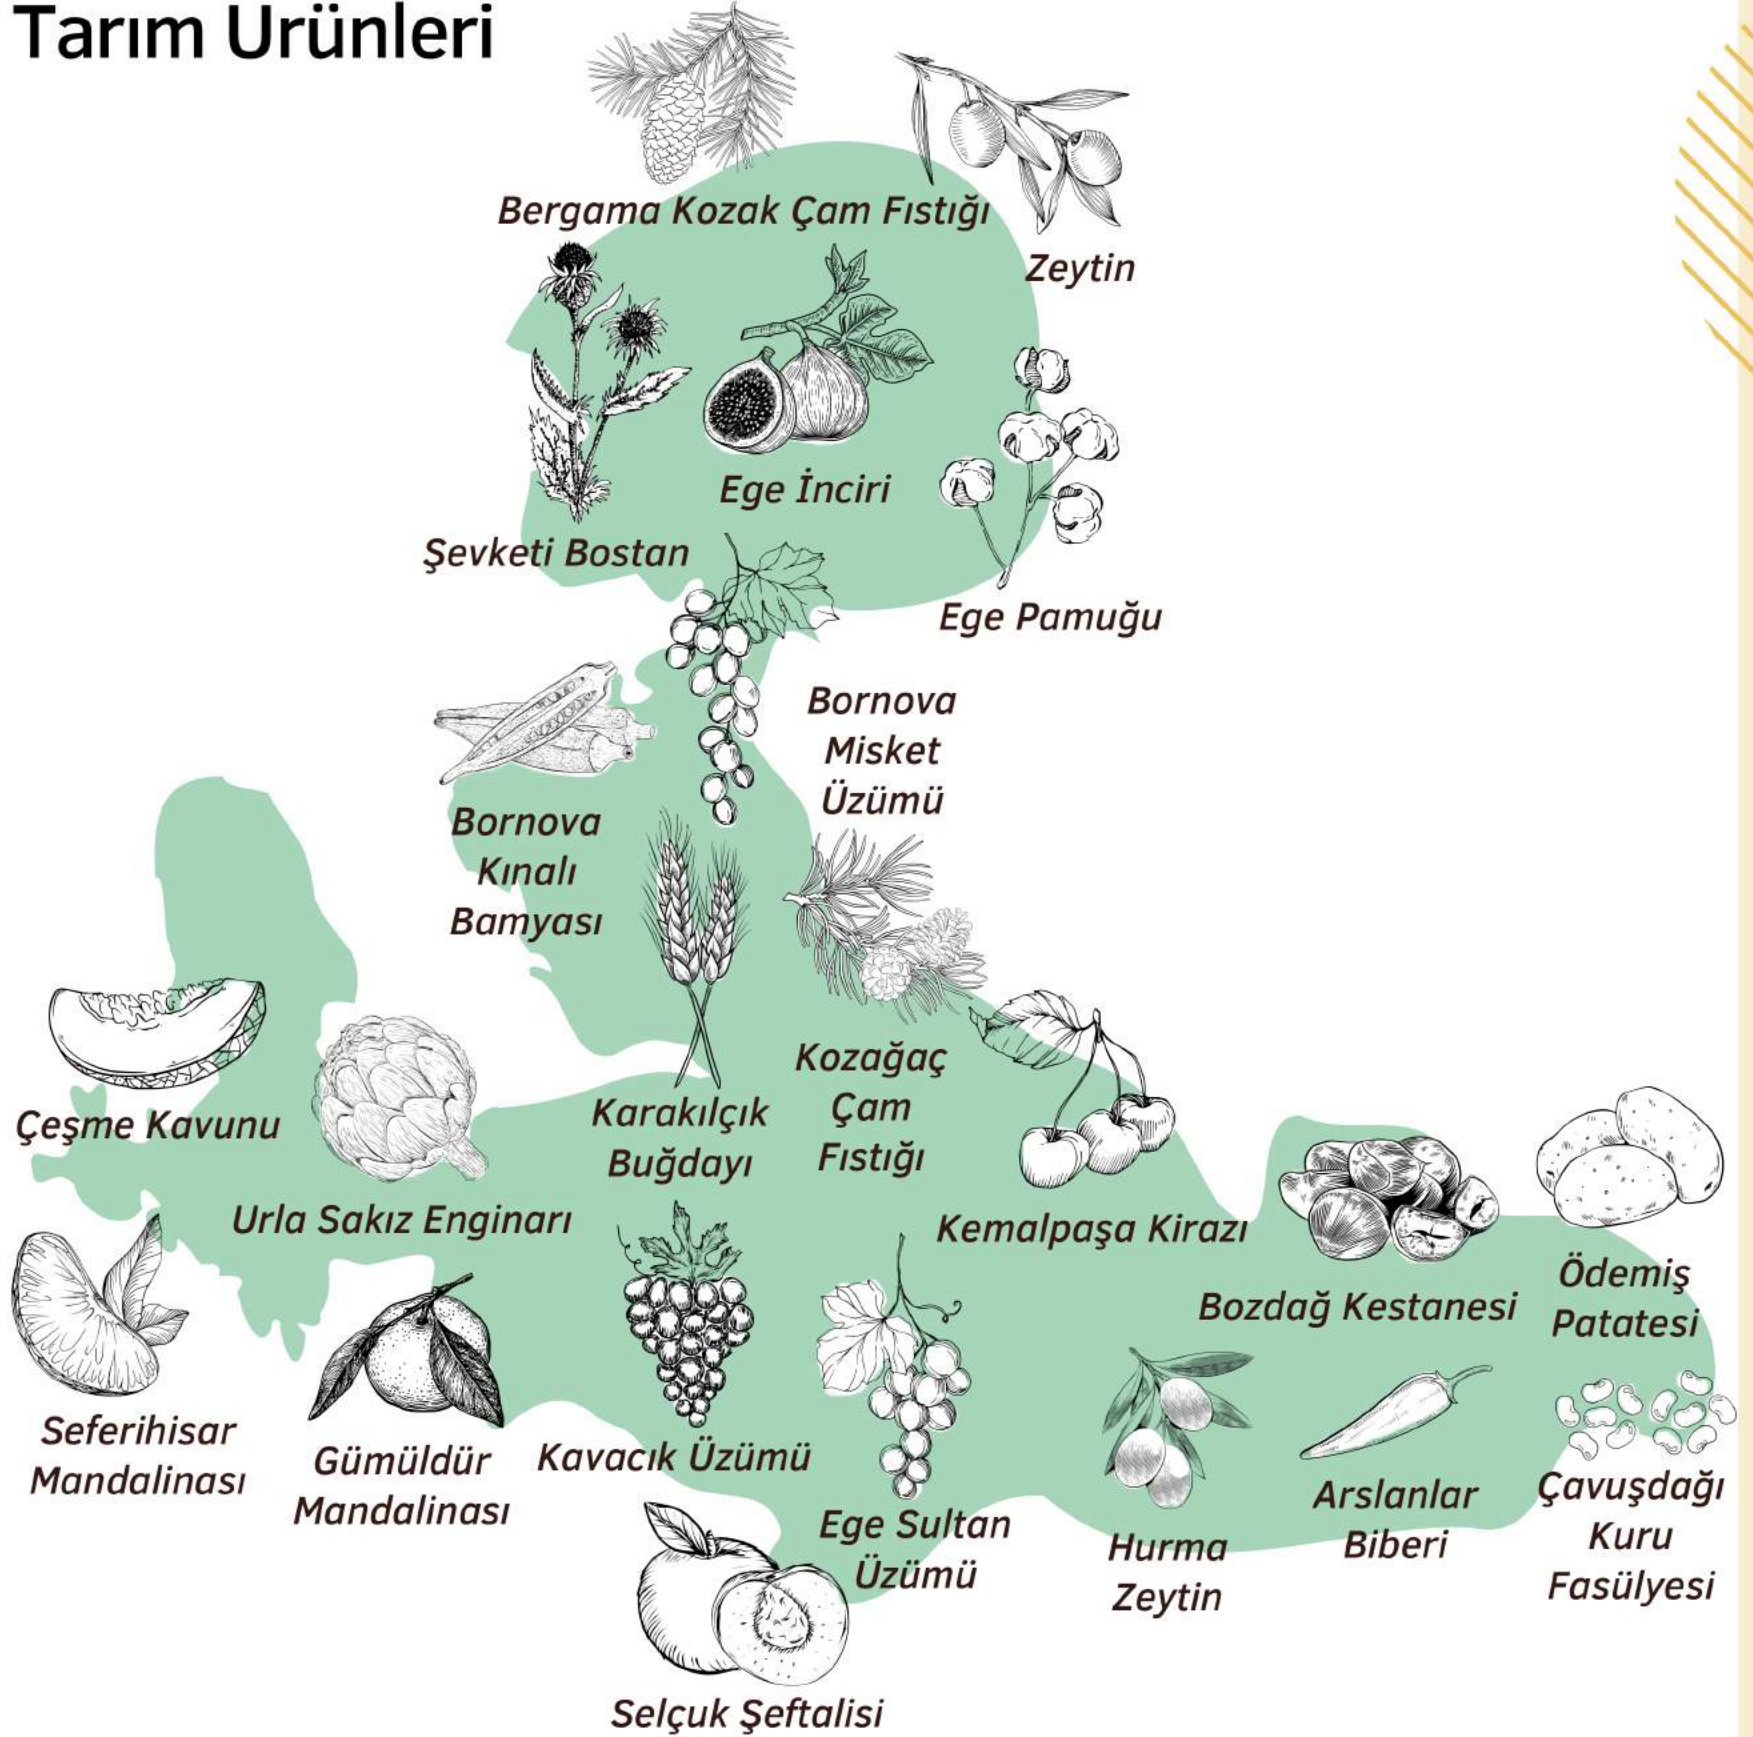 Tarım Ürünleri
Bergama Kozak Çam Fıstığı
Zeytin
Ege İnciri
Şevketi Bostan
Ege Pamuğu
Bornova
Misket
Üzümü
Bornova
Kınalı
Bamyası
Kozağaç
Çam
Fıstığı
Karakılçık
Buğdayı
Çeşme Kavunu
Urla Sakız Enginarı
Kemalpaşa Kirazı
Bozdağ Kestanesi
Ödemiş
Patatesi
Seferihisar
Mandalinası
Gümüldür
Mandalinası
Kavacık Üzümü
Ege Sultan
Üzümü
Hurma
Zeytin
Arslanlar
Biberi
Çavuşdağı
Kuru
Fasülyesi
Selçuk Şeftalisi